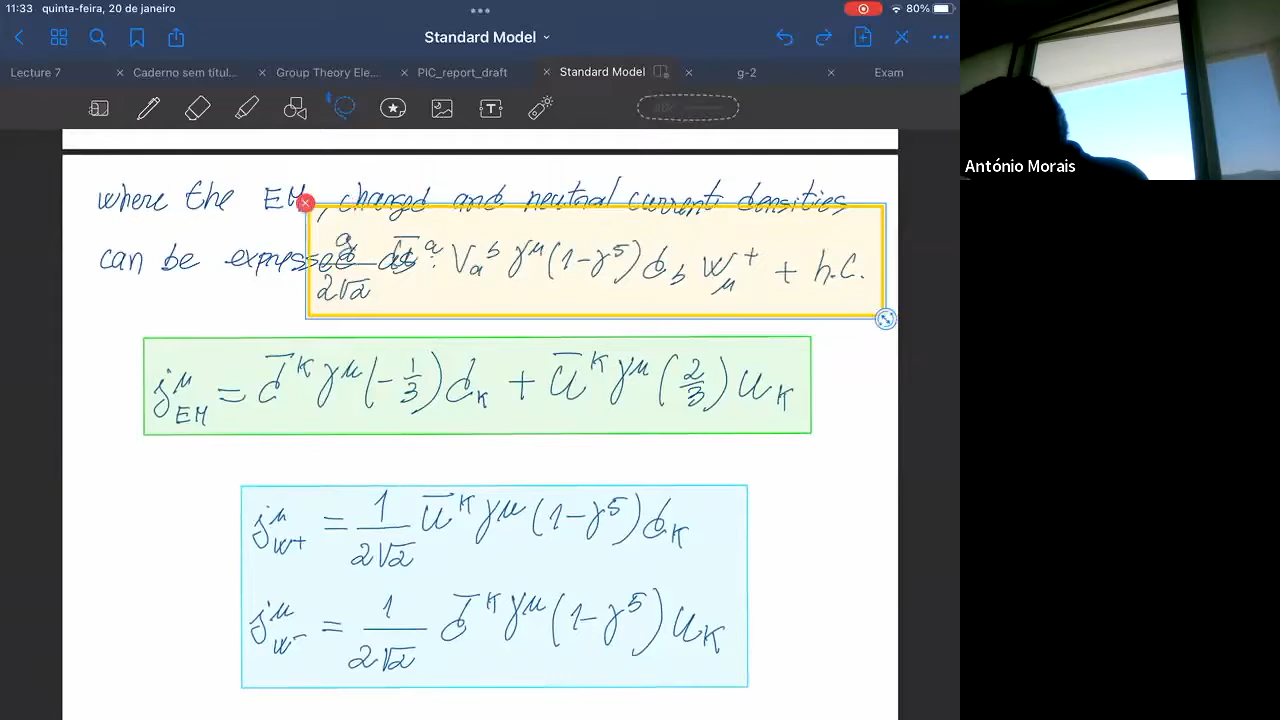 11:33 quinta-feira, 20 de janeiro
80%
Standard Model
Lecture 7 × Caderno sem títul... × Group Theory Ele... × PIC_report_draft × Standard Model × g-2 × Exam
António Morais
where the EM, charged and neutral current densities
can be expressed as:
g/2√2 ū^a V_a^b γ^μ(1-γ^5) d_b W_μ^+ + h.c.
j^μ_EM = d̄^k γ^μ(-1/3) d_k + ū^k γ^μ(2/3) u_k
j^μ_W+ = 1/2√2 ū^k γ^μ(1-γ^5) d_k
j^μ_W- = 1/2√2 d̄^k γ^μ(1-γ^5) u_k